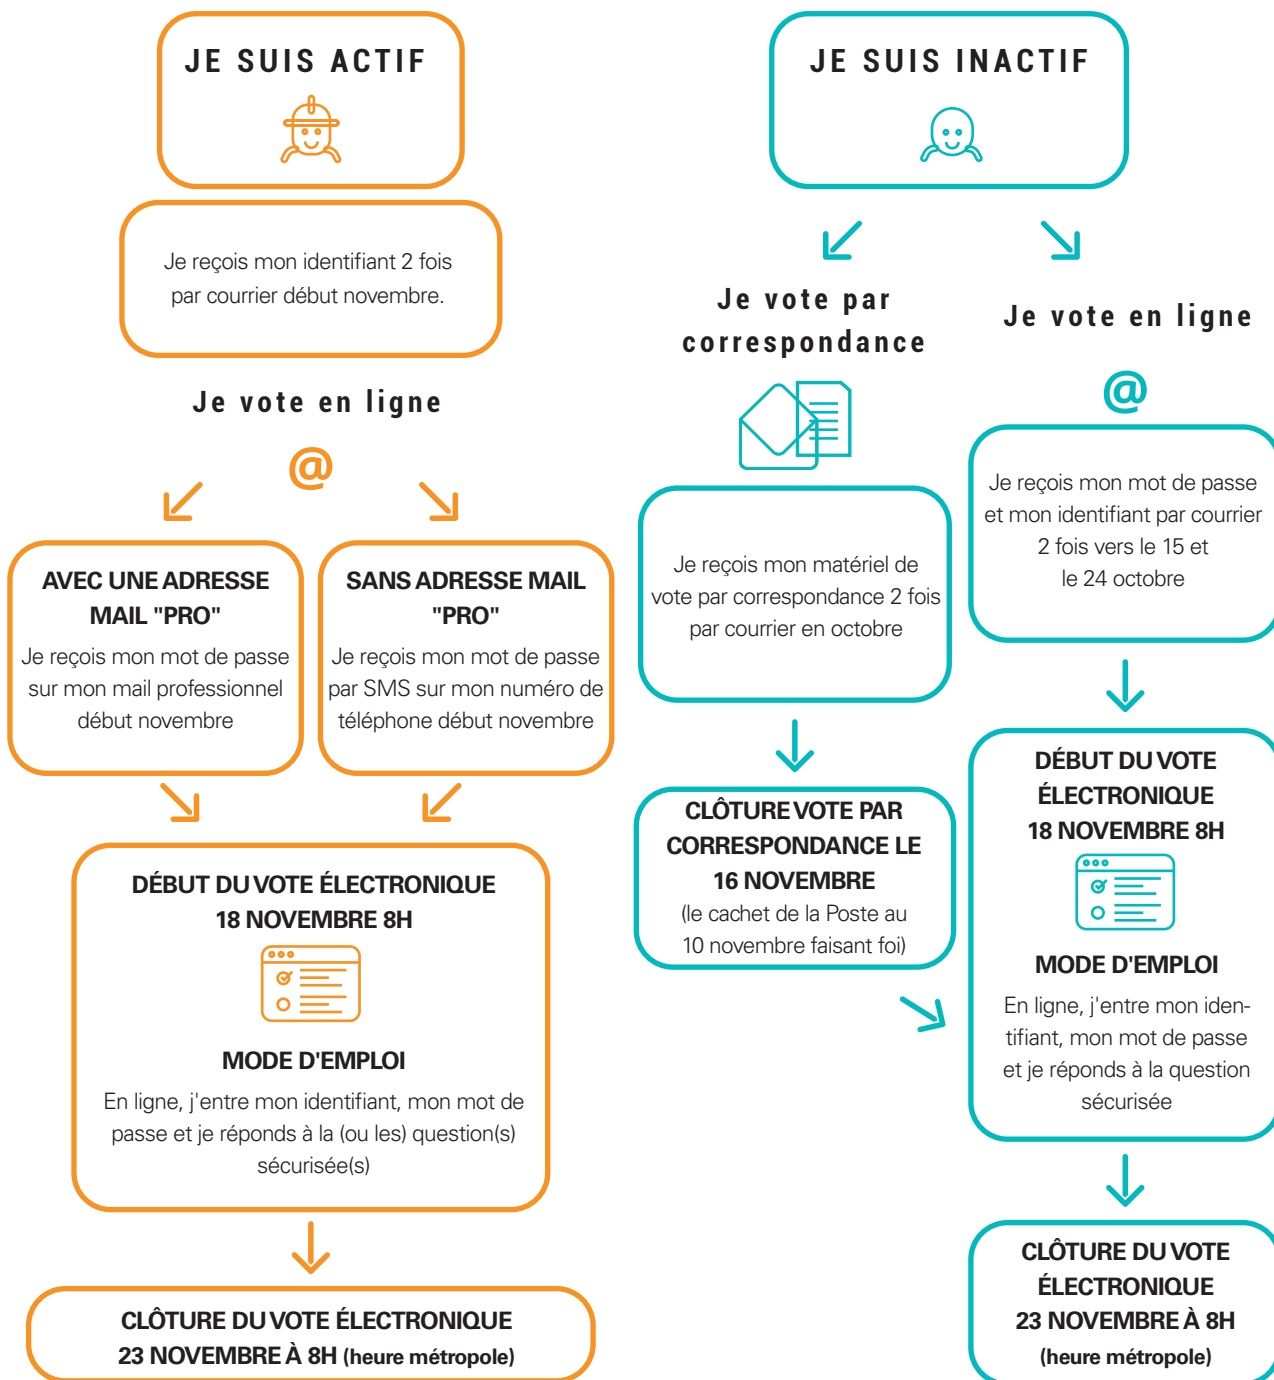 JE SUIS ACTIF
Je reçois mon identifiant 2 fois
par courrier début novembre.
Je vote en ligne
@
AVEC UNE ADRESSE
MAIL "PRO"
Je reçois mon mot de passe
sur mon mail professionnel
début novembre
SANS ADRESSE MAIL
"PRO"
Je reçois mon mot de passe
par SMS sur mon numéro de
téléphone début novembre
DÉBUT DU VOTE ÉLECTRONIQUE
18 NOVEMBRE 8H
MODE D'EMPLOI
En ligne, j'entre mon identifiant, mon mot de
passe et je réponds à la (ou les) question(s)
sécurisée(s)
CLÔTURE DU VOTE ÉLECTRONIQUE
23 NOVEMBRE À 8H (heure métropole)
JE SUIS INACTIF
Je vote par
correspondance
Je reçois mon matériel de
vote par correspondance 2 fois
par courrier en octobre
CLÔTURE VOTE PAR
CORRESPONDANCE LE
16 NOVEMBRE
(le cachet de la Poste au
10 novembre faisant foi)
Je vote en ligne
@
Je reçois mon mot de passe
et mon identifiant par courrier
2 fois vers le 15 et
le 24 octobre
DÉBUT DU VOTE
ÉLECTRONIQUE
18 NOVEMBRE 8H
MODE D'EMPLOI
En ligne, j'entre mon iden-
tifiant, mon mot de passe
et je réponds à la question
sécurisée
CLÔTURE DU VOTE
ÉLECTRONIQUE
23 NOVEMBRE À 8H
(heure métropole)